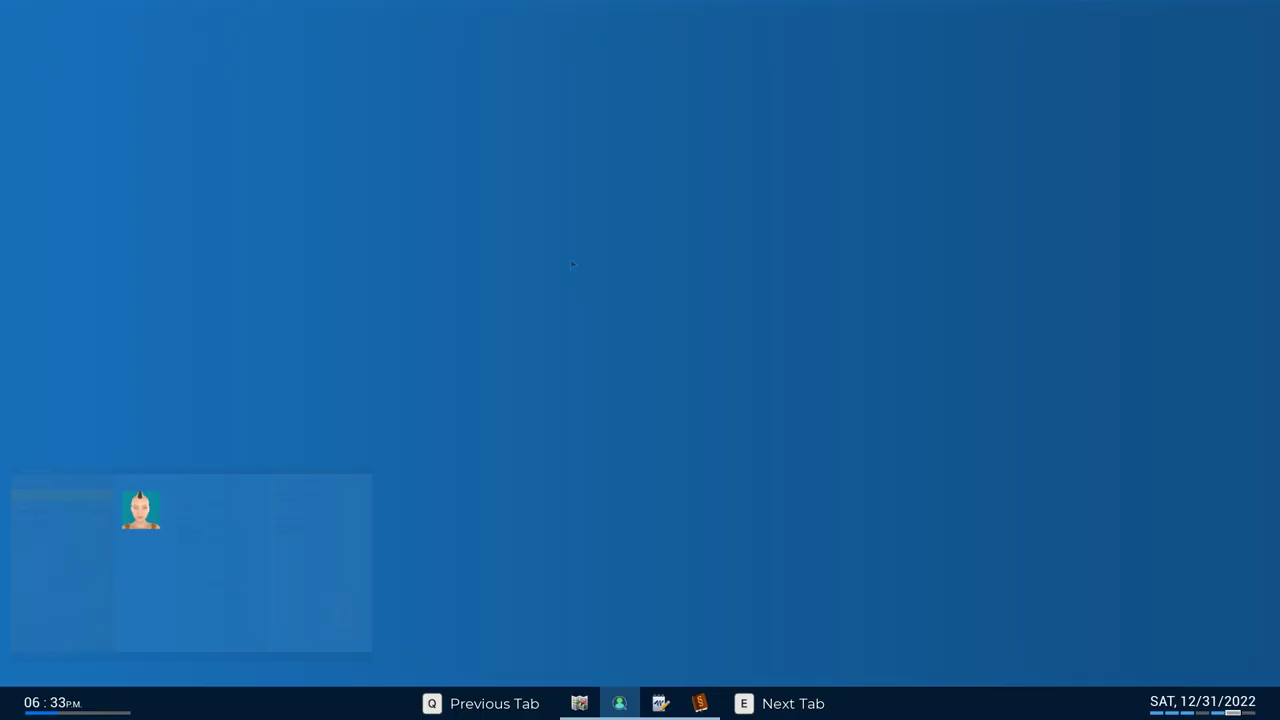 06 : 33P.M.
Q Previous Tab
E Next Tab
SAT, 12/31/2022